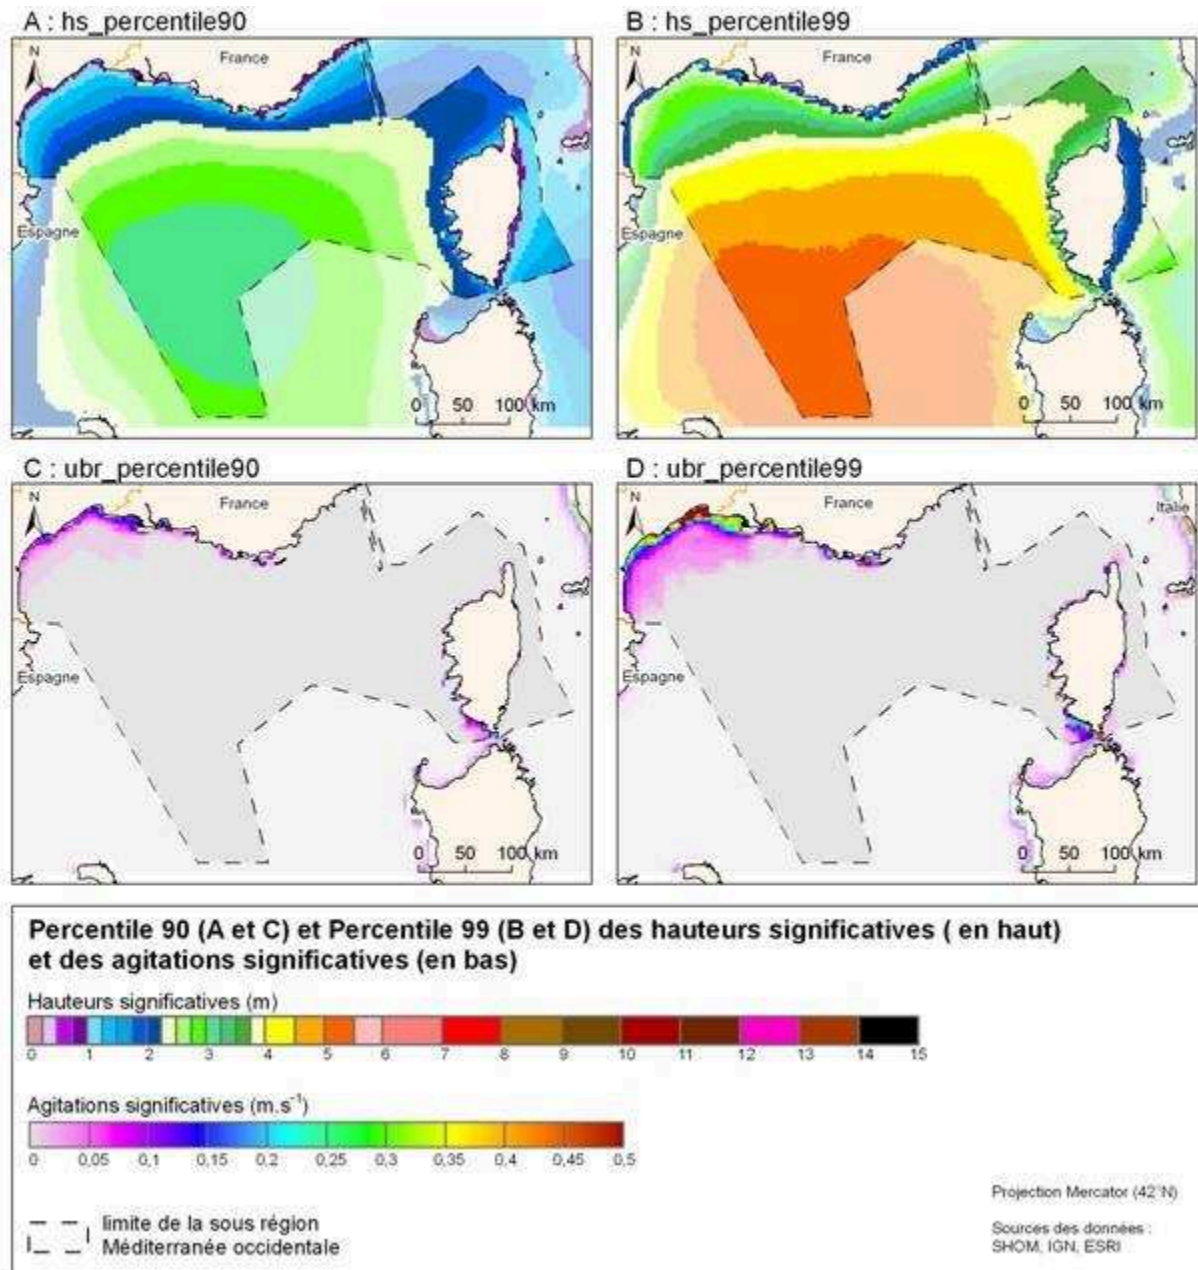 A : hs_percentile90
B : hs_percentile99
N
France
Espagne
0 50 100 km
N
France
Espagne
0 50 100 km
C : ubr_percentile90
D : ubr_percentile99
N
France
Espagne
0 50 100 km
N
France
Italie
Espagne
0 50 100 km
Percentile 90 (A et C) et Percentile 99 (B et D) des hauteurs significatives ( en haut)
et des agitations significatives (en bas)
Hauteurs significatives (m)
0 1 2 3 4 5 6 7 8 9 10 11 12 13 14 15
Agitations significatives (m.s⁻¹)
0 0,05 0,1 0,15 0,2 0,25 0,3 0,35 0,4 0,45 0,5
limite de la sous région
Méditerranée occidentale
Projection Mercator (42°N)
Sources des données :
SHOM, IGN, ESRI